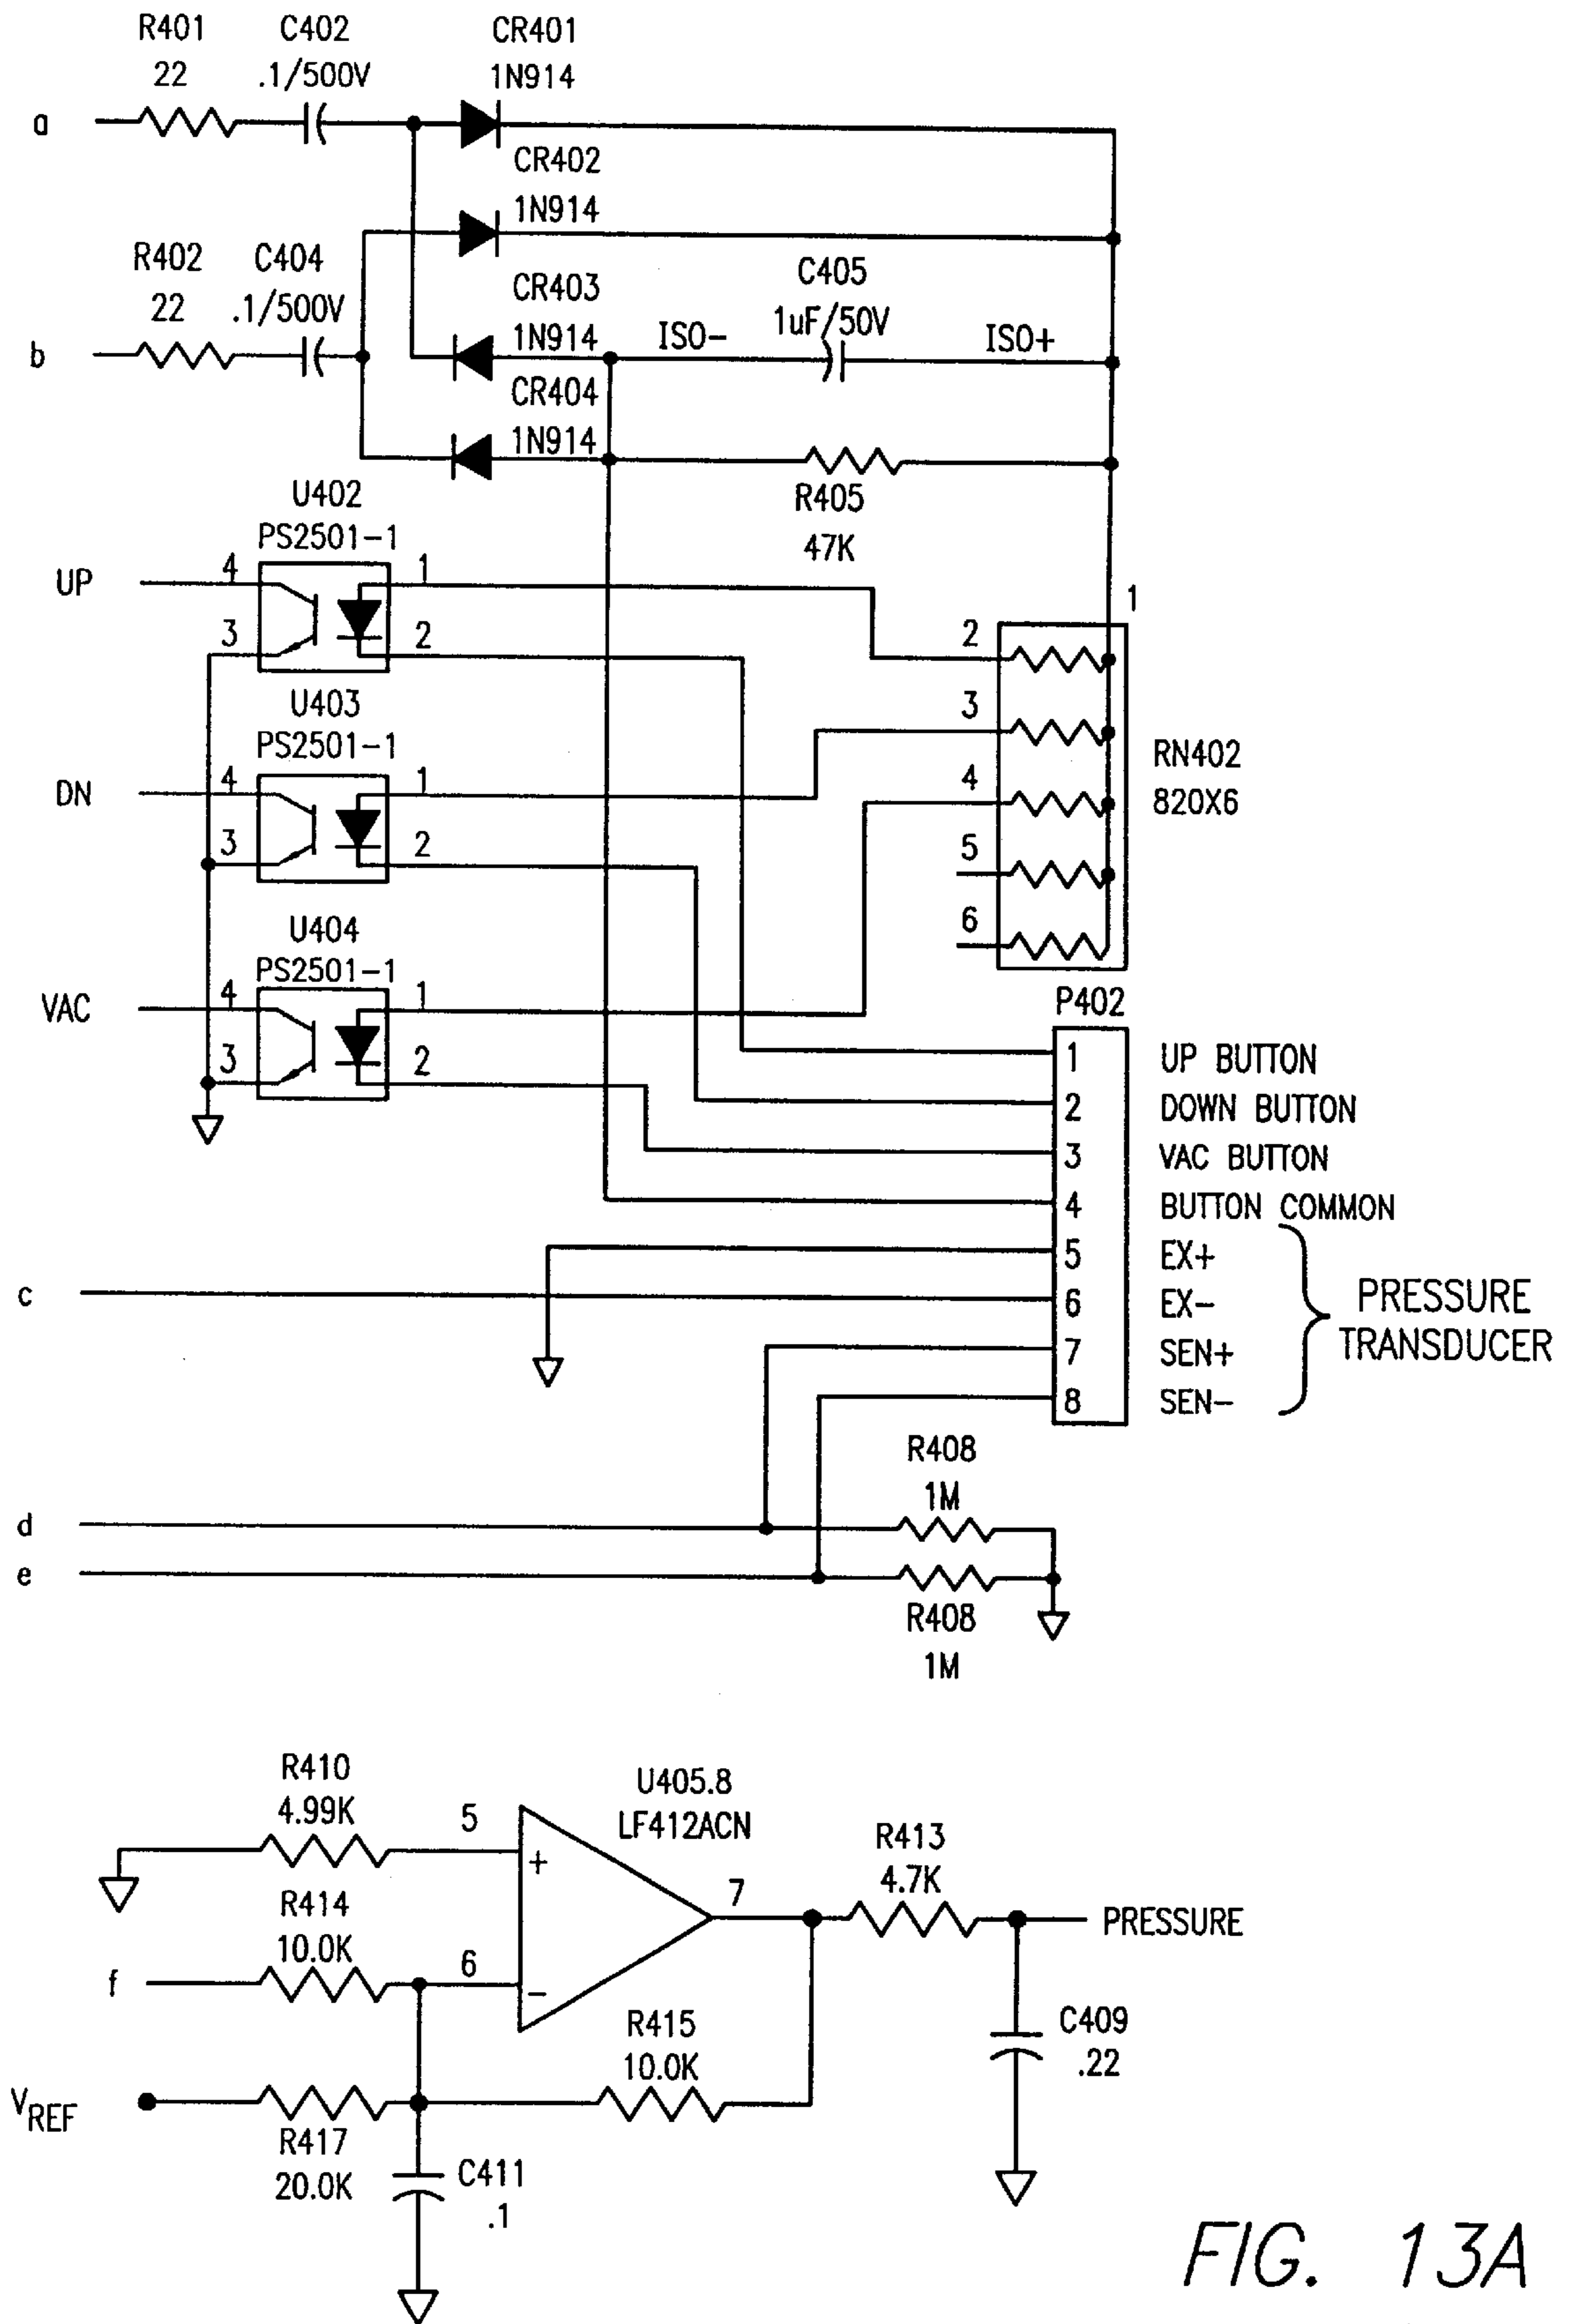 R401 C402 CR401
22 .1/500V 1N914
a
CR402
1N914
R402 C404
22 .1/500V
b
CR403
1N914
C405
1uF/50V
ISO- ISO+
CR404
1N914
R405
47K
U402
PS2501-1
UP 4 1
3 2
U403
PS2501-1
DN 4 1
3 2
U404
PS2501-1
VAC 4 1
3 2
1
2
3
4
5
6
RN402
820X6
P402
1 UP BUTTON
2 DOWN BUTTON
3 VAC BUTTON
4 BUTTON COMMON
5 EX+
c 6 EX-
7 SEN+
8 SEN-
PRESSURE
TRANSDUCER
R408
1M
d
e
R408
1M
R410
4.99K
5
+
U405.8
LF412ACN
7
R413
4.7K
PRESSURE
R414
10.0K
f
6
-
R415
10.0K
C409
.22
VREF
R417
20.0K
C411
.1
FIG. 13A